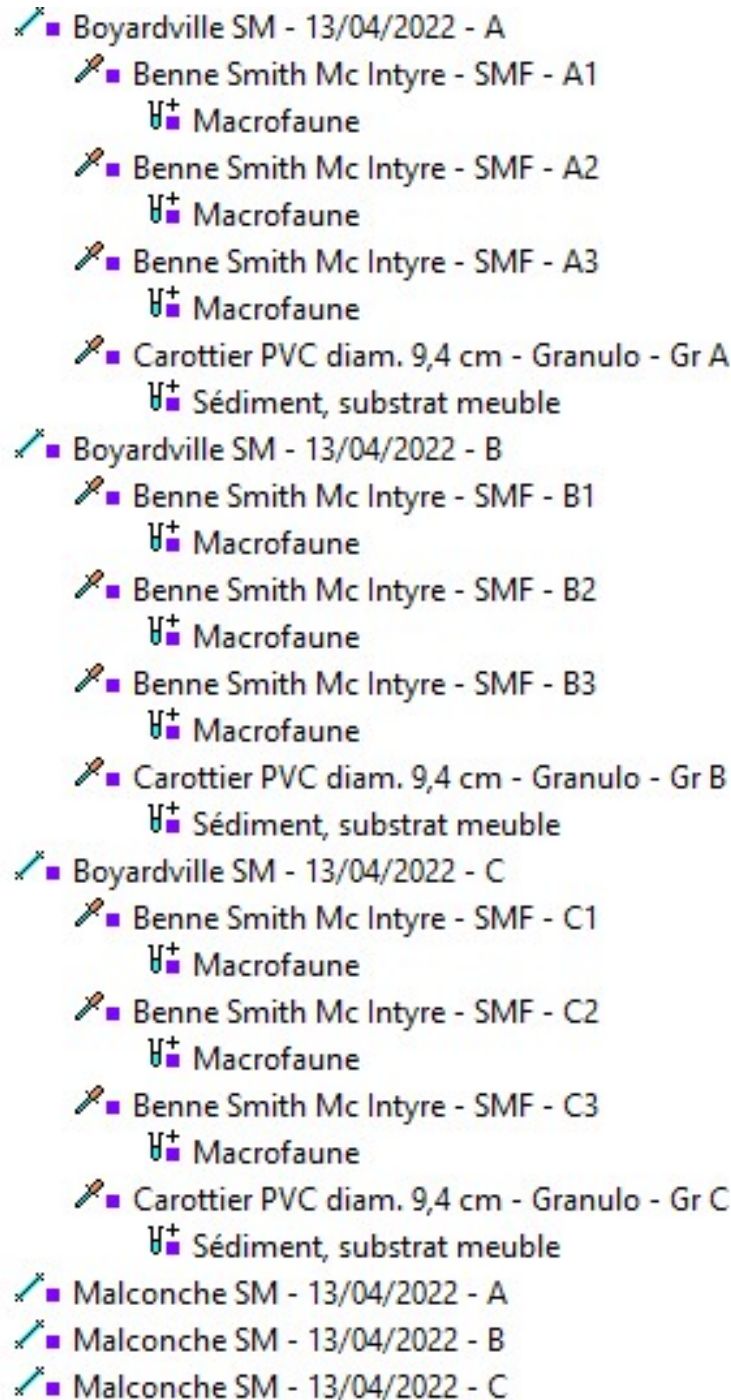 Boyardville SM - 13/04/2022 - A
Benne Smith Mc Intyre - SMF - A1
Macrofaune
Benne Smith Mc Intyre - SMF - A2
Macrofaune
Benne Smith Mc Intyre - SMF - A3
Macrofaune
Carottier PVC diam. 9,4 cm - Granulo - Gr A
Sédiment, substrat meuble
Boyardville SM - 13/04/2022 - B
Benne Smith Mc Intyre - SMF - B1
Macrofaune
Benne Smith Mc Intyre - SMF - B2
Macrofaune
Benne Smith Mc Intyre - SMF - B3
Macrofaune
Carottier PVC diam. 9,4 cm - Granulo - Gr B
Sédiment, substrat meuble
Boyardville SM - 13/04/2022 - C
Benne Smith Mc Intyre - SMF - C1
Macrofaune
Benne Smith Mc Intyre - SMF - C2
Macrofaune
Benne Smith Mc Intyre - SMF - C3
Macrofaune
Carottier PVC diam. 9,4 cm - Granulo - Gr C
Sédiment, substrat meuble
Malconche SM - 13/04/2022 - A
Malconche SM - 13/04/2022 - B
Malconche SM - 13/04/2022 - C